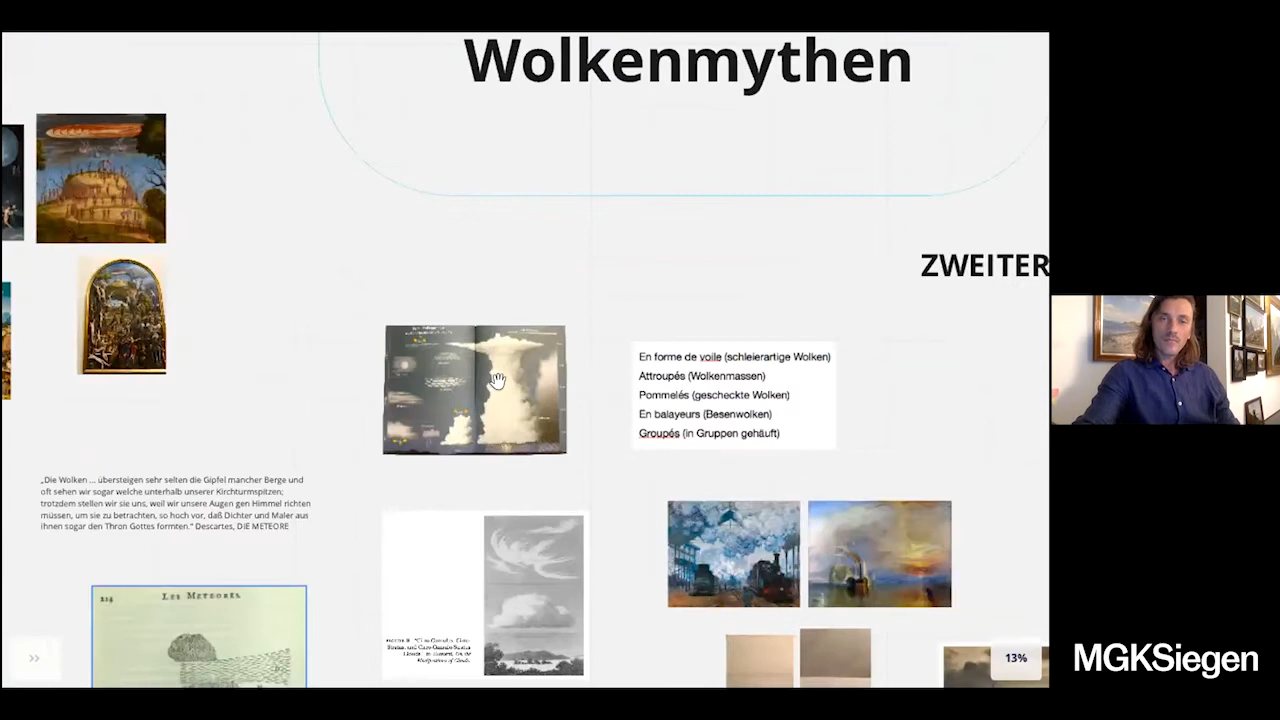 Wolkenmythen
ZWEITER
En forme de voile (schleierartige Wolken)
Attroupés (Wolkenmassen)
Pommelés (gescheckte Wolken)
En balayeurs (Besenwolken)
Groupés (in Gruppen gehäuft)
„Die Wolken ... übersteigen sehr selten die Gipfel mancher Berge und
oft sehen wir sogar welche unterhalb unserer Kirchturmspitzen;
trotzdem stellen wir sie uns, weil wir unsere Augen gen Himmel richten
müssen, um sie zu betrachten, so hoch vor, daß Dichter und Maler aus
ihnen sogar den Thron Gottes formten.“ Descartes, DIE METEORE
224 LES METEORES.
13%
MGKSiegen